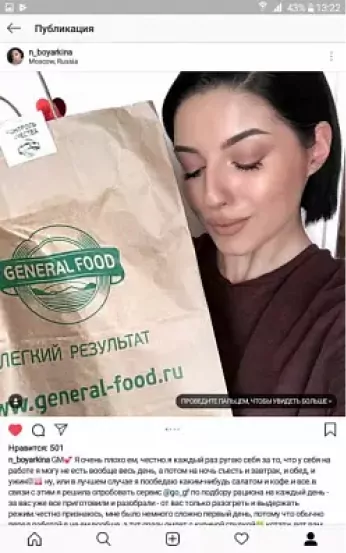 43% 13:22
Публикация
n_boyarkina
Moscow, Russia
КОНТРОЛЬ
КАЧЕСТВА
GENERAL FOOD
ЛЕГКИЙ РЕЗУЛЬТАТ
www.general-food.ru
ПРОВЕДИТЕ ПАЛЬЦЕМ, ЧТОБЫ УВИДЕТЬ БОЛЬШЕ
Нравится: 501
n_boyarkina GM💕 Я очень плохо ем, честно.я каждый раз ругаю себя за то, что у себя на
работе я могу не есть вообще весь день, а потом на ночь съесть и завтрак, и обед, и
ужин ну, или в лучшем случае я пообедаю какимнибудь салатом и кофе и все.в
связи с этим я решила опробовать сервис @go_gf по подбору рациона на каждый день -
за вас уже все приготовили и разобрали - от вас только разогреть и выдержать
режим.честно признаюсь, мне было немного сложно первый день, потому что обычно